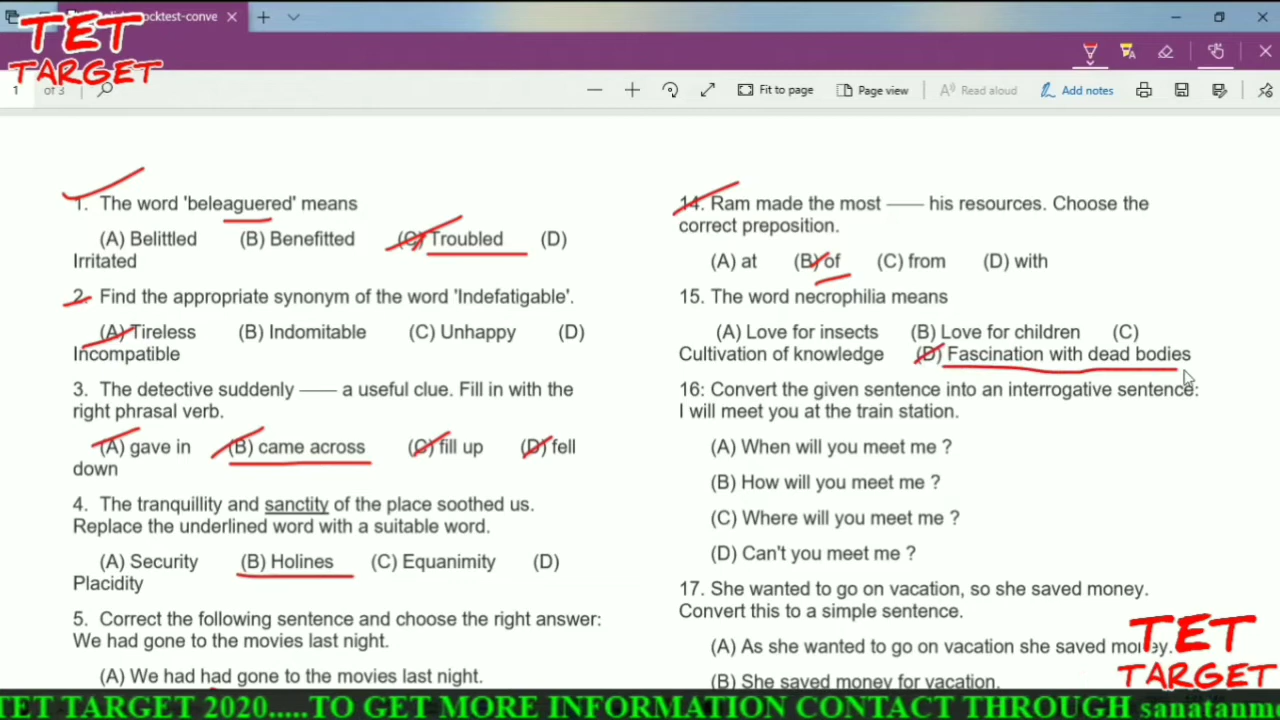 ocktest-conve
TET
TARGET
1
of 3
Fit to page
Page view
Read aloud
Add notes
1. The word 'beleaguered' means
(A) Belittled (B) Benefitted (C) Troubled (D)
Irritated
2. Find the appropriate synonym of the word 'Indefatigable'.
(A) Tireless (B) Indomitable (C) Unhappy (D)
Incompatible
3. The detective suddenly —— a useful clue. Fill in with the
right phrasal verb.
(A) gave in (B) came across (C) fill up (D) fell
down
4. The tranquillity and sanctity of the place soothed us.
Replace the underlined word with a suitable word.
(A) Security (B) Holines (C) Equanimity (D)
Placidity
5. Correct the following sentence and choose the right answer:
We had gone to the movies last night.
(A) We had had gone to the movies last night.
14. Ram made the most —— his resources. Choose the
correct preposition.
(A) at (B) of (C) from (D) with
15. The word necrophilia means
(A) Love for insects (B) Love for children (C)
Cultivation of knowledge (D) Fascination with dead bodies
16: Convert the given sentence into an interrogative sentence:
I will meet you at the train station.
(A) When will you meet me ?
(B) How will you meet me ?
(C) Where will you meet me ?
(D) Can't you meet me ?
17. She wanted to go on vacation, so she saved money.
Convert this to a simple sentence.
(A) As she wanted to go on vacation she saved money.
(B) She saved money for vacation.
TET
TARGET
TET TARGET 2020.....TO GET MORE INFORMATION CONTACT THROUGH sanatanm